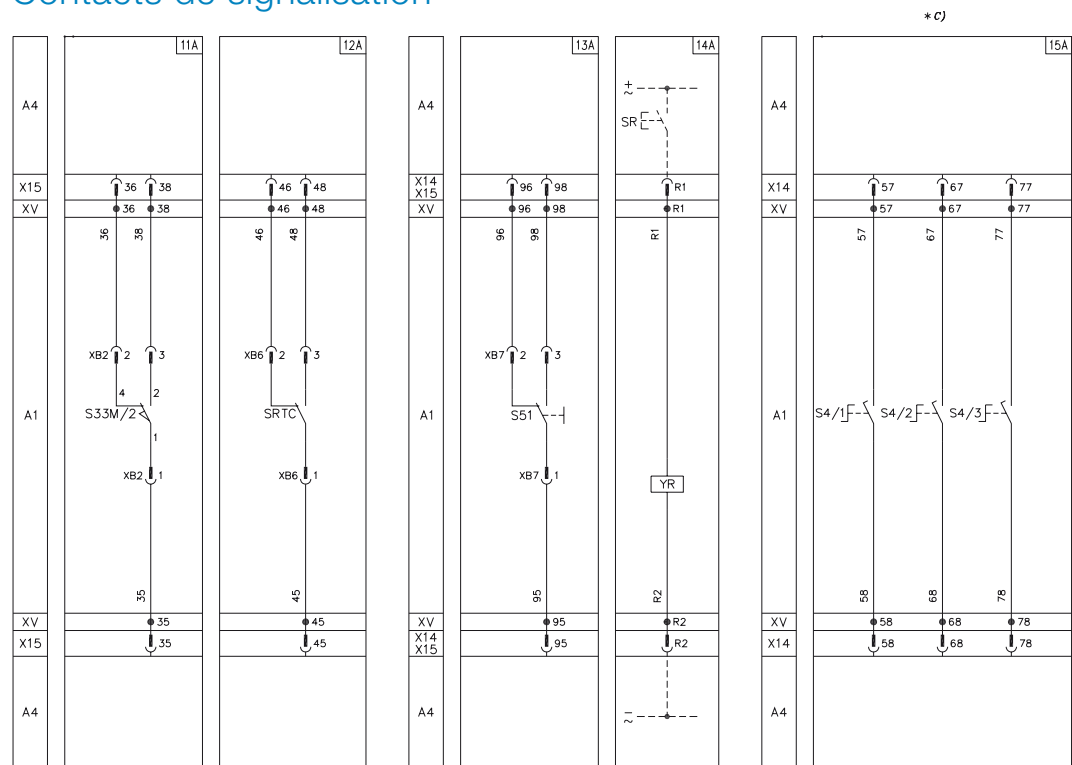 Contacts de signalisation
* C)
11A 12A 13A 14A 15A
A4 A4 A4
+
~
SR
X15 36 38 46 48 X14 X15 96 98 R1 X14 57 67 77
XV 36 38 46 48 XV 96 98 R1 XV 57 67 77
36 38 46 48 96 98 R1 57 67 77
XB2 2 3 XB6 2 3 XB7 2 3
4 2
A1 S33M/2 SRTC A1 S51 A1 S4/1 S4/2 S4/3
1
XB2 1 XB6 1 XB7 1 YR
35 45 95 R2 58 68 78
XV 35 45 XV 95 R2 XV 58 68 78
X15 35 45 X14 X15 95 R2 X14 58 68 78
A4 A4 A4
–
~